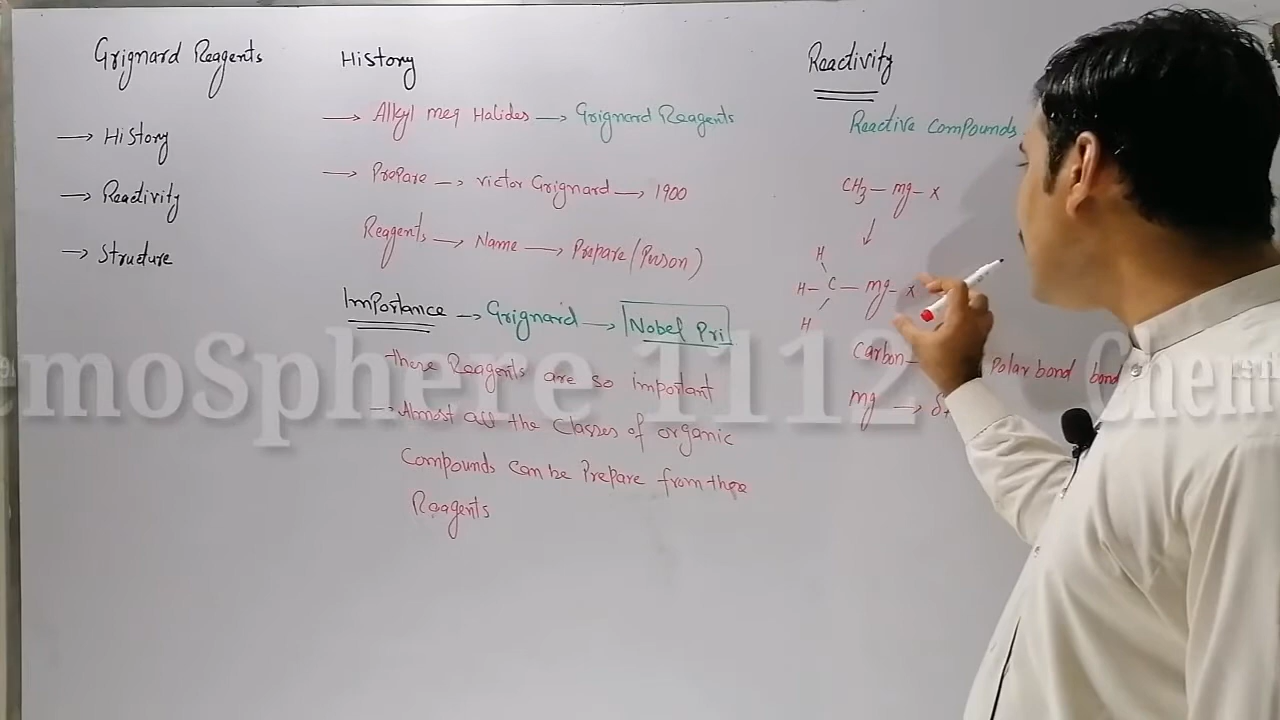 Grignard Reagents
→ History
→ Reactivity
→ Structure
History
→ Alkyl meg Halides → Grignard Reagents
→ Prepare → victor Grignard → 1900
Reagents → Name → Prepare (Person)
Importance → Grignard → Nobel Pri
these Reagents are so important
→ Almost all the Classes of organic
Compounds can be Prepare from these
Reagents
Reactivity
Reactive Compounds
CH3 – mg – x
↓
H
H – C – mg – x
H
Carbon – Polar bond bond
mg → δ+
emoSphere 1112 Chem